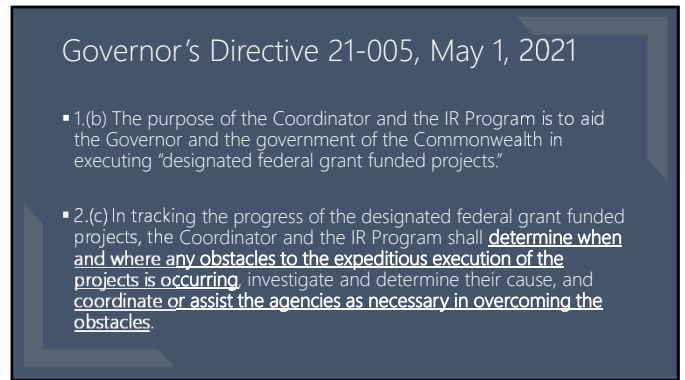 Governor's Directive 21-005, May 1, 2021
▪ 1.(b) The purpose of the Coordinator and the IR Program is to aid
the Governor and the government of the Commonwealth in
executing “designated federal grant funded projects.”
▪ 2.(c) In tracking the progress of the designated federal grant funded
projects, the Coordinator and the IR Program shall determine when
and where any obstacles to the expeditious execution of the
projects is occurring, investigate and determine their cause, and
coordinate or assist the agencies as necessary in overcoming the
obstacles.